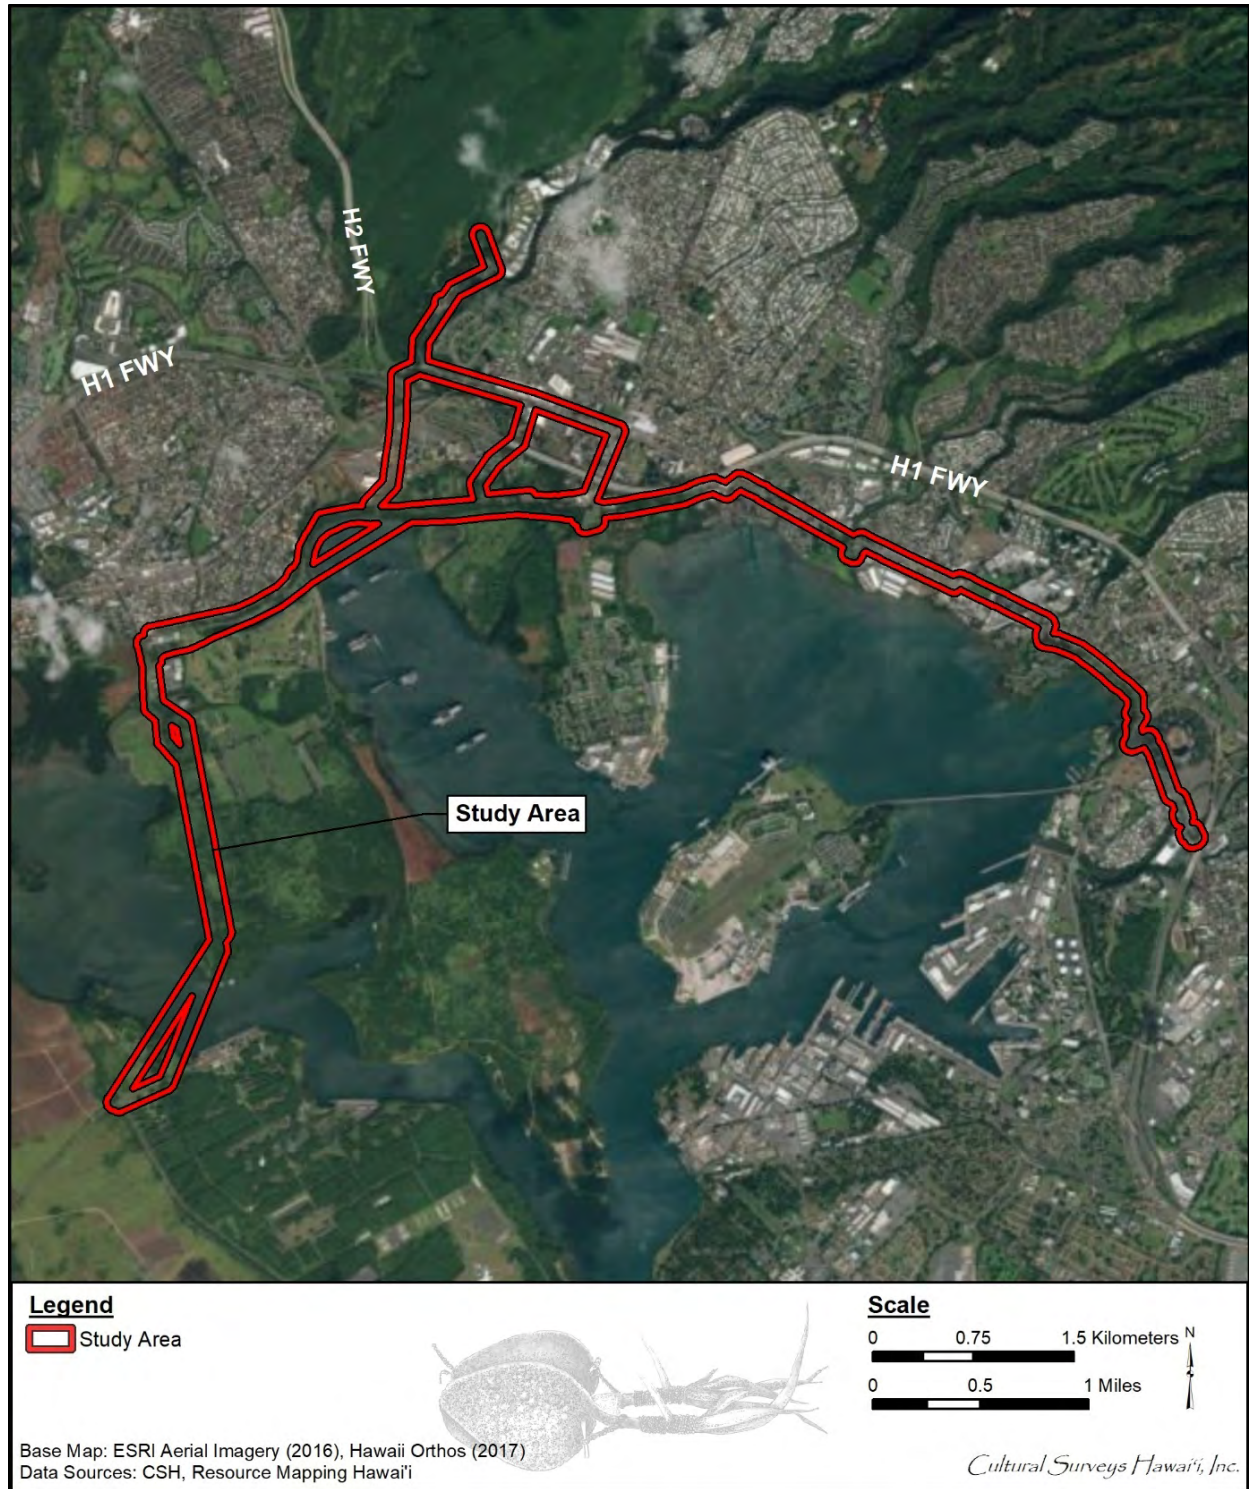 H2 FWY
H1 FWY
H1 FWY
Study Area
Legend
Study Area
Scale
0 0.75 1.5 Kilometers N
0 0.5 1 Miles
Base Map: ESRI Aerial Imagery (2016), Hawaii Orthos (2017)
Data Sources: CSH, Resource Mapping Hawai'i
Cultural Surveys Hawai‘i, Inc.